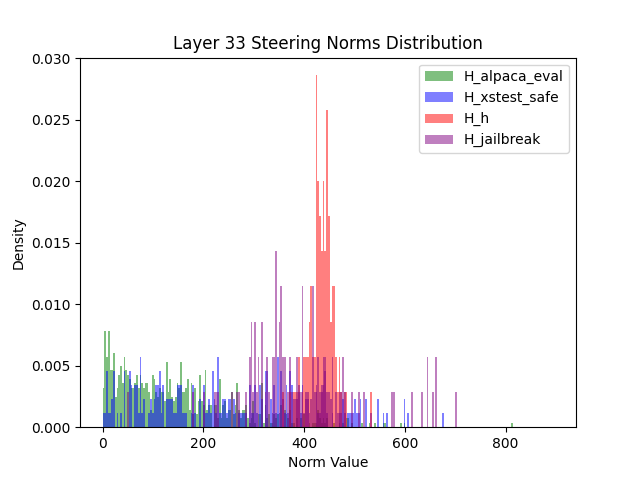 Layer 33 Steering Norms Distribution
0.030
0.025
0.020
0.015
0.010
0.005
0.000
Density
H_alpaca_eval
H_xstest_safe
H_h
H_jailbreak
0
200
400
600
800
Norm Value